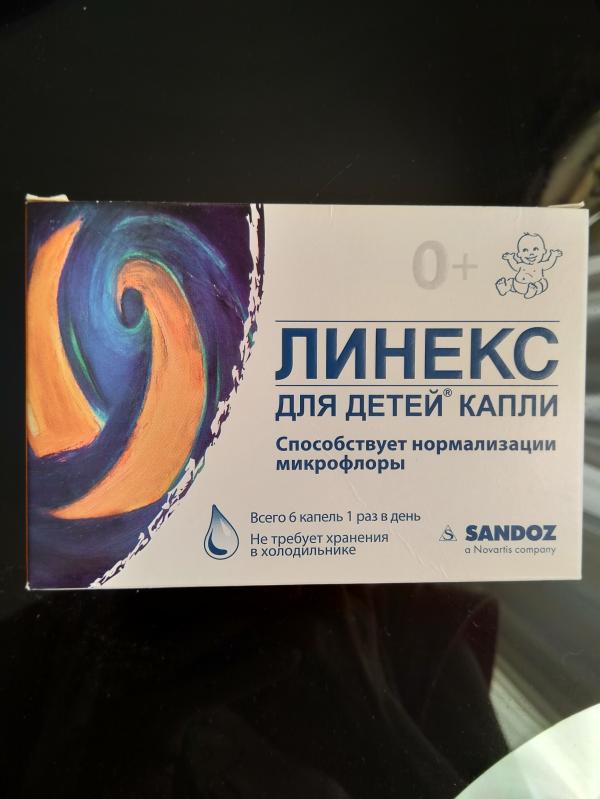 0+
ЛИНЕКС
ДЛЯ ДЕТЕЙ® КАПЛИ
Способствует нормализации
микрофлоры
Всего 6 капель 1 раз в день
Не требует хранения
в холодильнике
S SANDOZ
a Novartis company